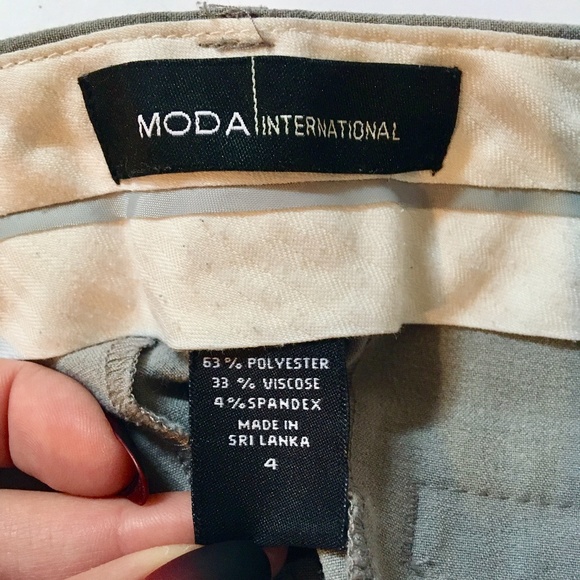 MODA INTERNATIONAL
63% POLYESTER
33 % VISCOSE
4%SPANDEX
MADE IN
SRI LANKA
4